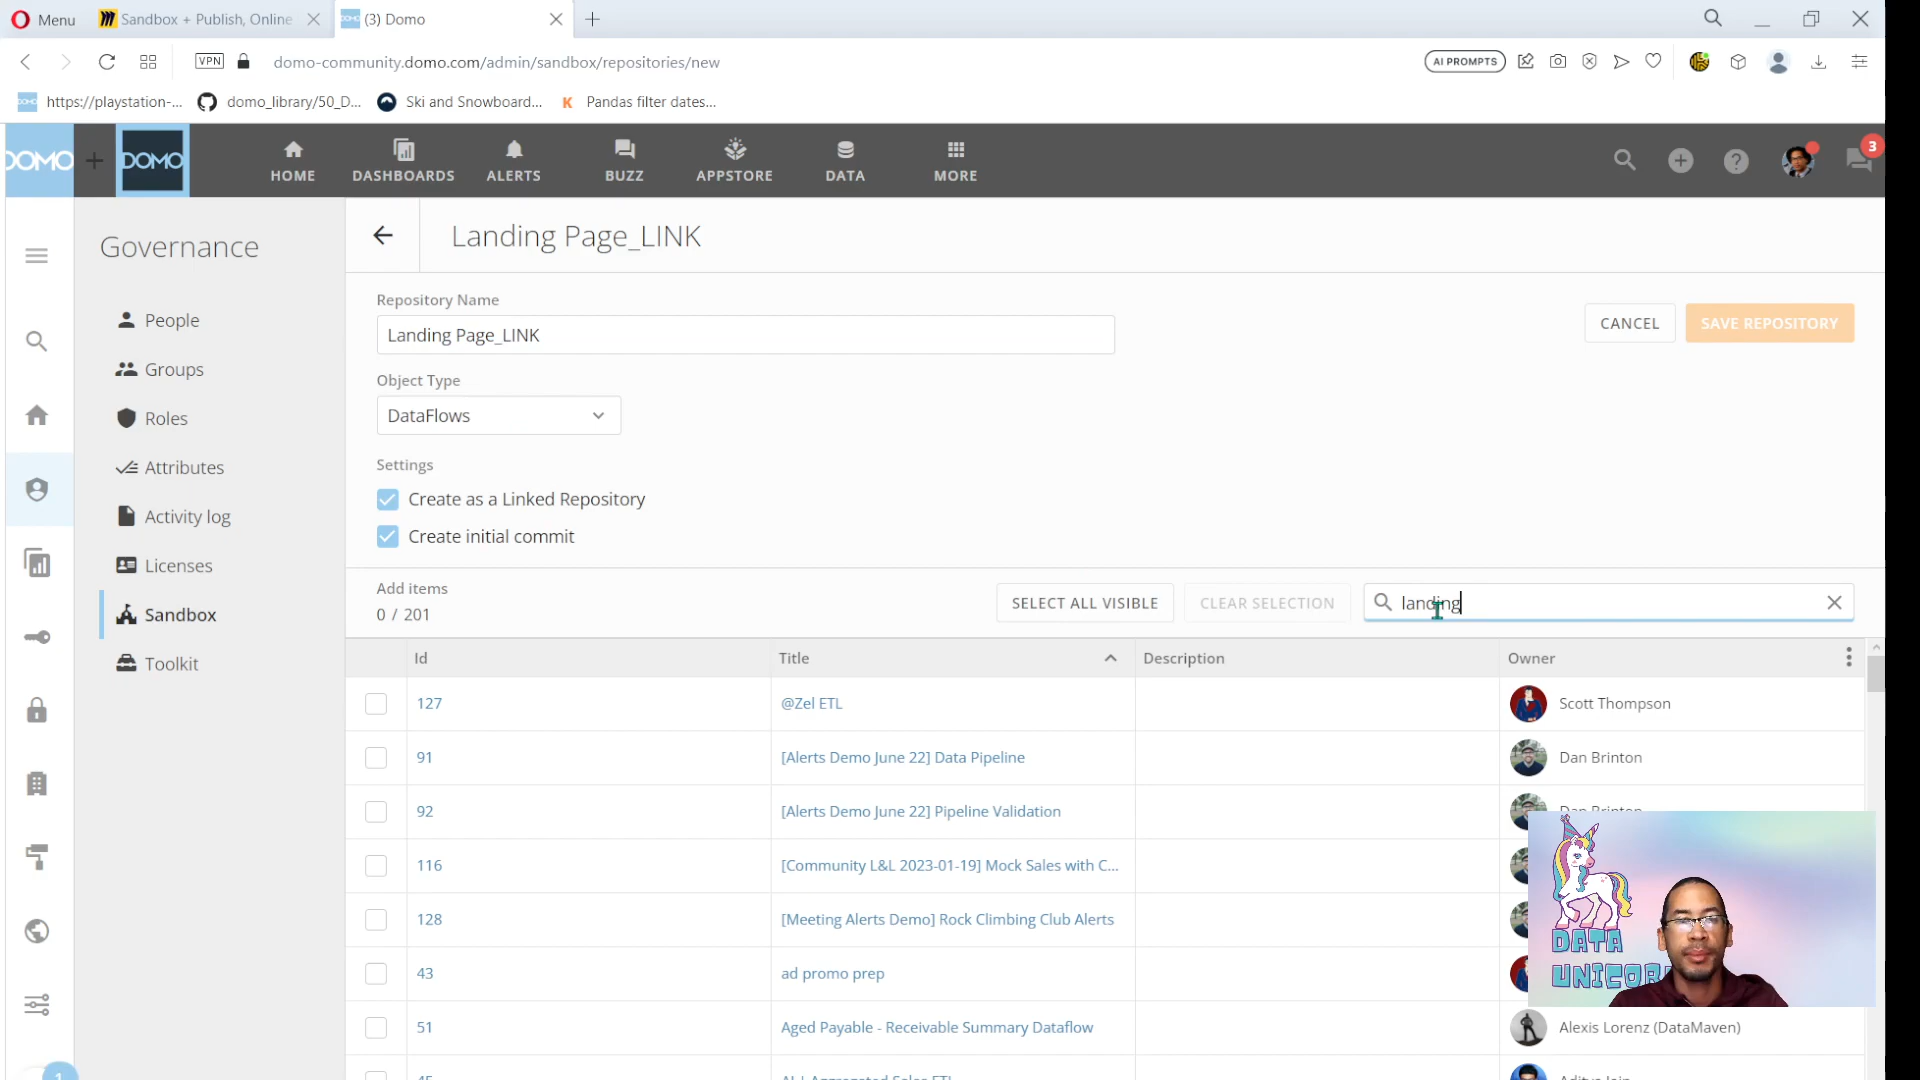 Menu
Sandbox + Publish, Online
(3) Domo
VPN
domo-community.domo.com/admin/sandbox/repositories/new
AI PROMPTS
https://playstation-...
domo_library/50_D...
Ski and Snowboard...
Pandas filter dates...
DOMO
DOMO
HOME
DASHBOARDS
ALERTS
BUZZ
APPSTORE
DATA
MORE
3
Governance
People
Groups
Roles
Attributes
Activity log
Licenses
Sandbox
Toolkit
1
Landing Page_LINK
Repository Name
Landing Page_LINK
CANCEL
SAVE REPOSITORY
Object Type
DataFlows
Settings
Create as a Linked Repository
Create initial commit
Add items
0 / 201
SELECT ALL VISIBLE
CLEAR SELECTION
landing
Id Title Description Owner
127 @Zel ETL Scott Thompson
91 [Alerts Demo June 22] Data Pipeline Dan Brinton
92 [Alerts Demo June 22] Pipeline Validation Dan Brinton
116 [Community L&L 2023-01-19] Mock Sales with C...
128 [Meeting Alerts Demo] Rock Climbing Club Alerts
43 ad promo prep
51 Aged Payable - Receivable Summary Dataflow Alexis Lorenz (DataMaven)
DATA
UNICOR